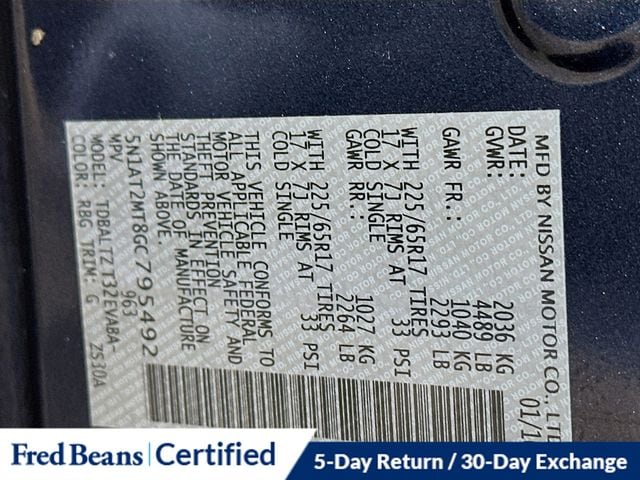 MFD BY NISSAN MOTOR CO., LTD
DATE: 01/1
GVWR: 2036 KG
4489 LB
GAWR FR.: 1040 KG
2293 LB
WITH 225/65R17 TIRES
17 X 7J RIMS AT 33 PSI
COLD SINGLE
GAWR RR.: 1027 KG
2264 LB
WITH 225/65R17 TIRES
17 X 7J RIMS AT 33 PSI
COLD SINGLE
THIS VEHICLE CONFORMS TO
ALL APPLICABLE FEDERAL
MOTOR VEHICLE SAFETY AND
THEFT PREVENTION
STANDARDS IN EFFECT ON
THE DATE OF MANUFACTURE
SHOWN ABOVE.
5N1AT2MT8GC795492
MPV 963
MODEL: TDBALTZ T32EVABA-
COLOR: RBG TRIM: G ZS30A
Fred Beans Certified
5-Day Return / 30-Day Exchange